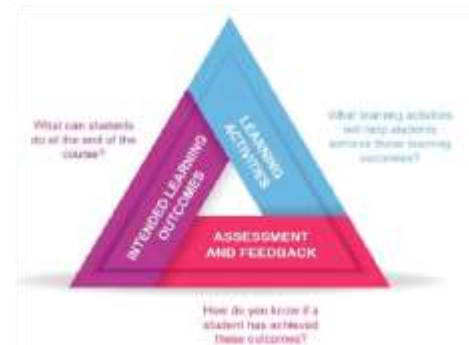 What can students
do at the end of the
course?
INTENDED LEARNING
OUTCOMES
LEARNING
ACTIVITIES
What learning activities
will help students
enforce these learning
outcomes?
ASSESSMENT
AND FEEDBACK
How do you know if a
student has achieved
these outcomes?